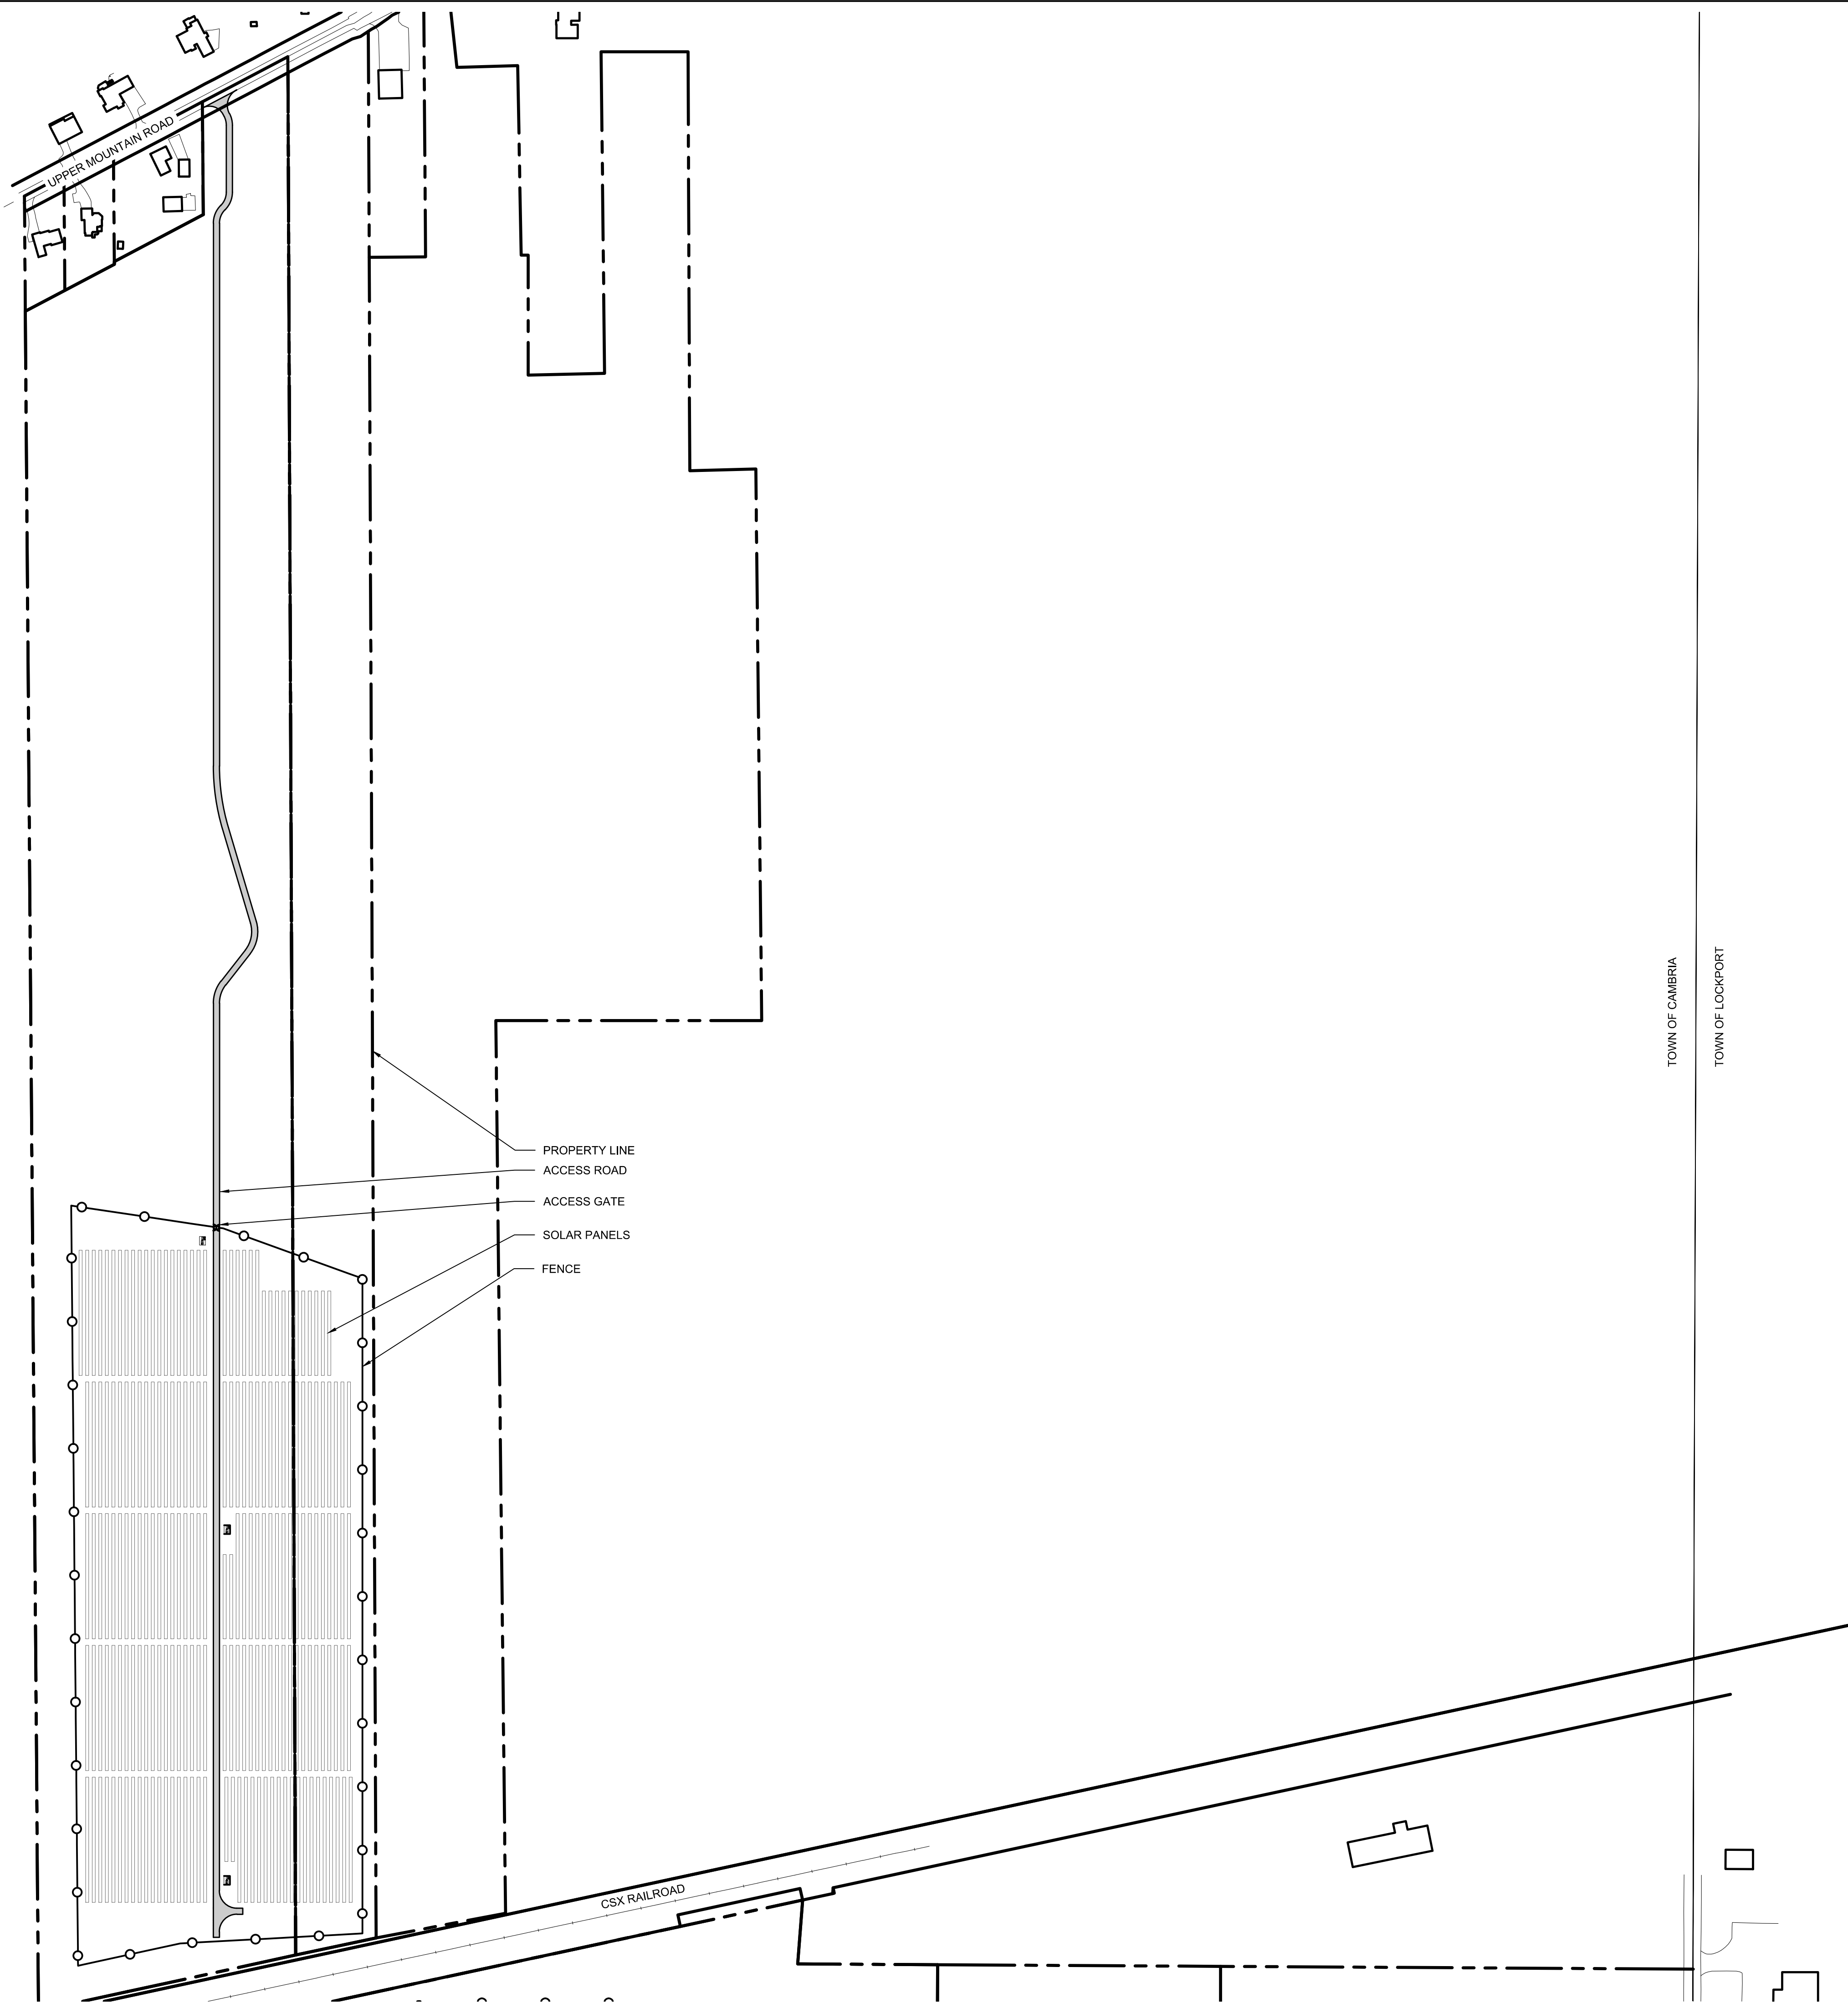 UPPER MOUNTAIN ROAD
TOWN OF CAMBRIA
TOWN OF LOCKPORT
PROPERTY LINE
ACCESS ROAD
ACCESS GATE
SOLAR PANELS
FENCE
CSX RAILROAD